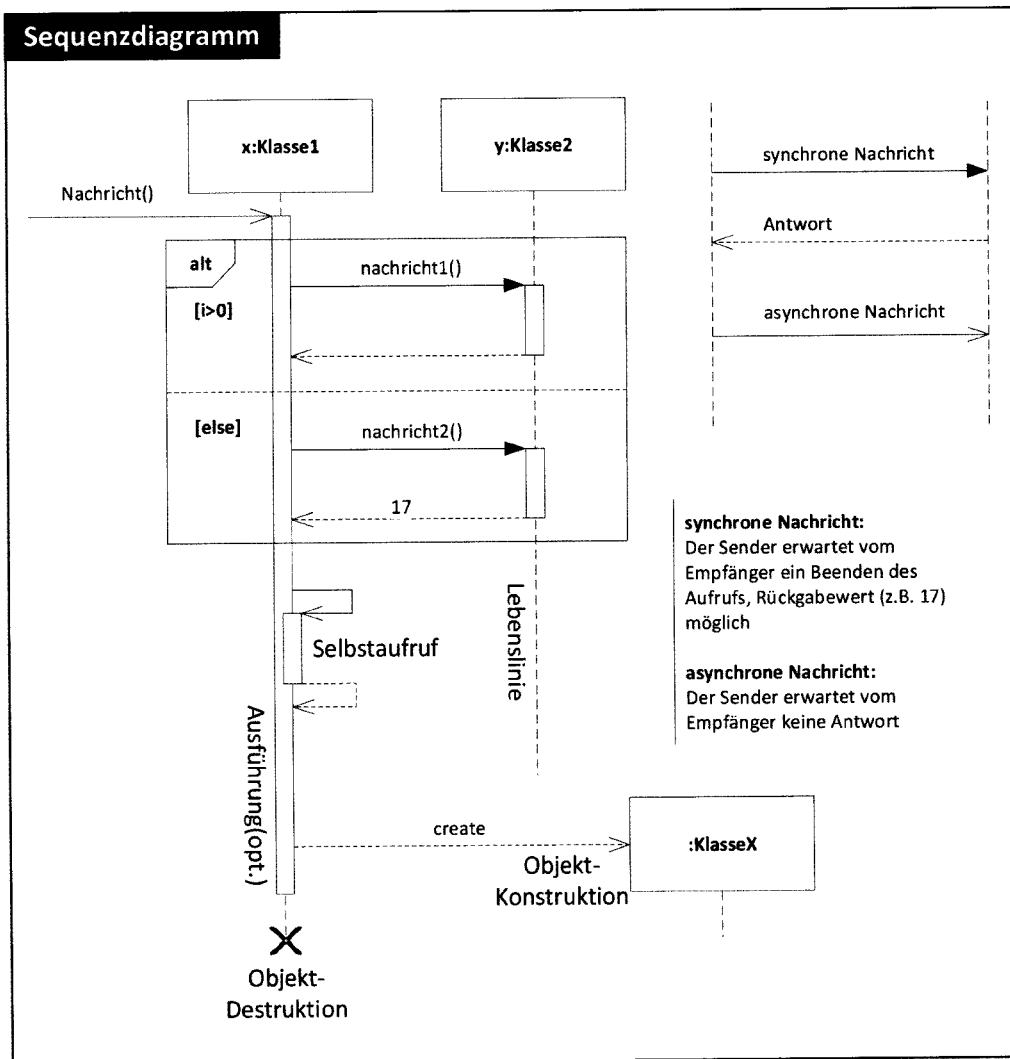 Sequenzdiagramm
x:Klasse1
y:Klasse2
Nachricht()
alt
nachricht1()
[i>0]
[else]
nachricht2()
17
Selbstaufruf
Lebenslinie
Ausführung(opt.)
create
:KlasseX
Objekt-
Konstruktion
Objekt-
Destruktion
synchrone Nachricht
Antwort
asynchrone Nachricht
synchrone Nachricht:
Der Sender erwartet vom
Empfänger ein Beenden des
Aufrufs, Rückgabewert (z.B. 17)
möglich
asynchrone Nachricht:
Der Sender erwartet vom
Empfänger keine Antwort